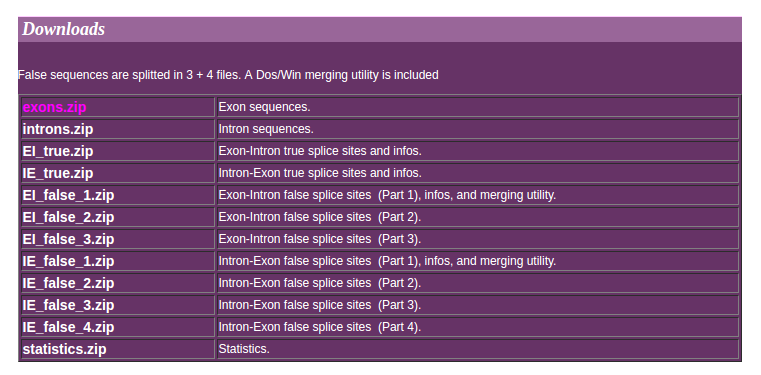 Downloads
False sequences are splitted in 3 + 4 files. A Dos/Win merging utility is included
exons.zip Exon sequences.
introns.zip Intron sequences.
EI_true.zip Exon-Intron true splice sites and infos.
IE_true.zip Intron-Exon true splice sites and infos.
EI_false_1.zip Exon-Intron false splice sites (Part 1), infos, and merging utility.
EI_false_2.zip Exon-Intron false splice sites (Part 2).
EI_false_3.zip Exon-Intron false splice sites (Part 3).
IE_false_1.zip Intron-Exon false splice sites (Part 1), infos, and merging utility.
IE_false_2.zip Intron-Exon false splice sites (Part 2).
IE_false_3.zip Intron-Exon false splice sites (Part 3).
IE_false_4.zip Intron-Exon false splice sites (Part 4).
statistics.zip Statistics.